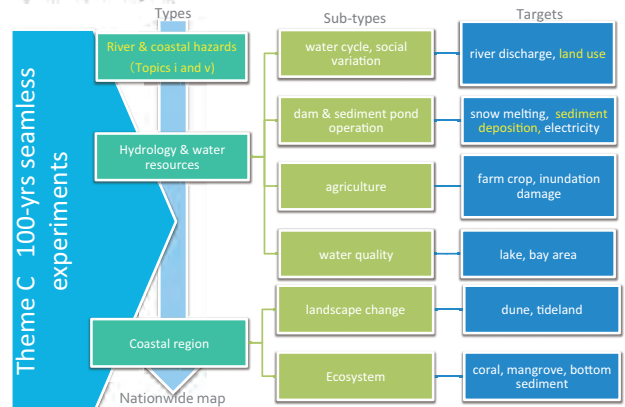 Types
Sub-types
Targets
Theme C 100-yrs seamless
experiments
River & coastal hazards
(Topics i and v)
water cycle, social
variation
river discharge, land use
Hydrology & water
resources
dam & sediment pond
operation
snow melting, sediment
deposition, electricity
agriculture
farm crop, inundation
damage
water quality
lake, bay area
Coastal region
landscape change
dune, tideland
Ecosystem
coral, mangrove, bottom
sediment
Nationwide map